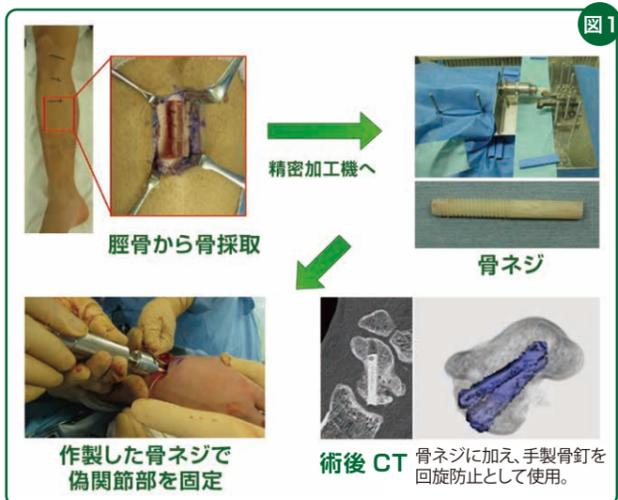 図1
精密加工機へ
脛骨から骨採取
骨ネジ
作製した骨ネジで
偽関節部を固定
術後 CT
骨ネジに加え、手製骨釘を
回旋防止として使用。